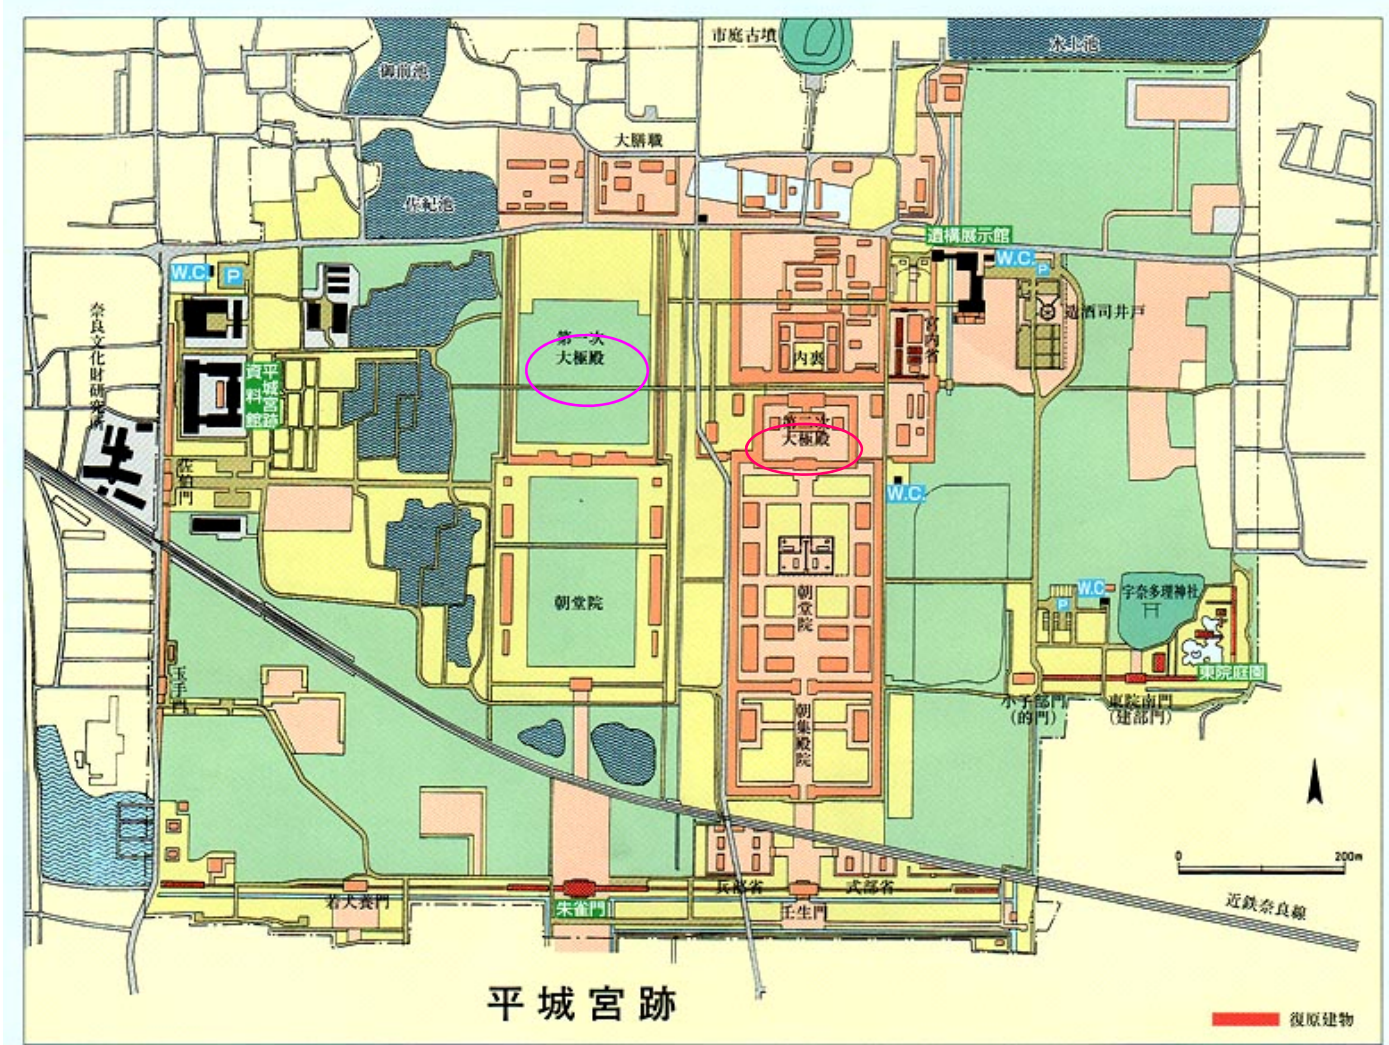 市庭古墳
水上池
御前池
大膳職
佐紀池
遺構展示館
W.C.
P
W.C.
P
奈良文化財研究所
第一次
大極殿
内裏
宮内省
造酒司井戸
平城宮跡
資料館
第二次
大極殿
佐伯門
W.C.
朝堂院
朝堂院
W.C.
P
宇奈多理神社
東院庭園
玉手門
小子部門
(的門)
東院南門
(建部門)
朝集殿院
0
200m
兵部省
式部省
若犬養門
朱雀門
壬生門
近鉄奈良線
平城宮跡
復原建物